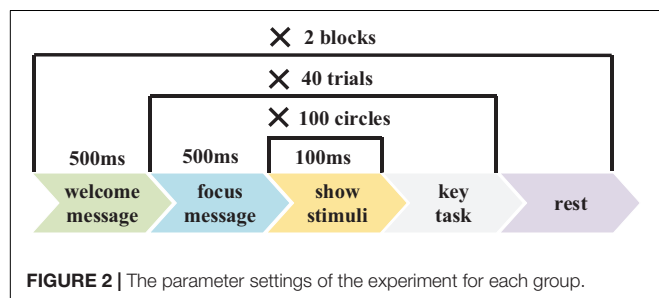 × 2 blocks
× 40 trials
× 100 circles
500ms
500ms
100ms
welcome
message
focus
message
show
stimuli
key
task
rest
FIGURE 2 | The parameter settings of the experiment for each group.